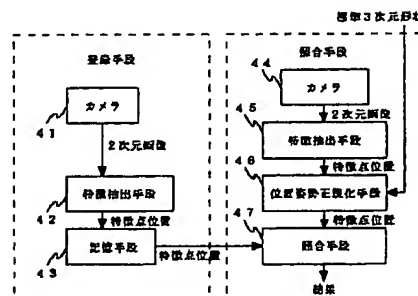 標準3次元形状
登録手段
照合手段
44
カメラ
カメラ
41
2次元画像
45
特徴抽出手段
2次元画像
特徴点位置
46
特徴抽出手段
位置姿勢正規化手段
42
特徴点位置
47
特徴点位置
記憶手段
照合手段
43
特徴点位置
結果